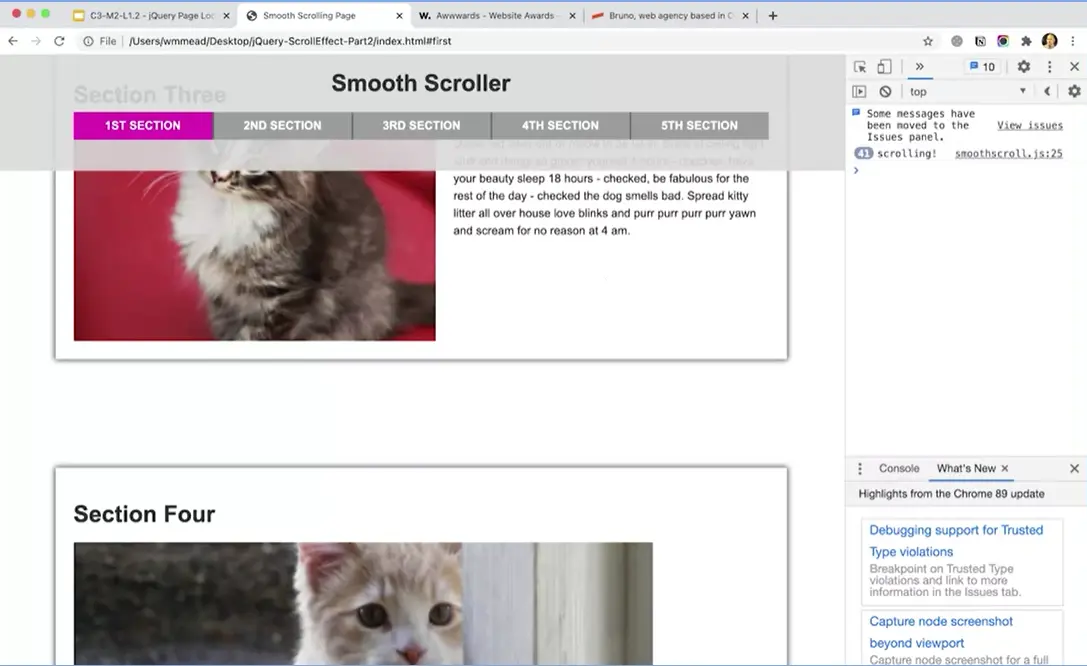 C3-M2-L1.2 - jQuery Page Loc
Smooth Scrolling Page
Awwwards - Website Awards
Bruno, web agency based in
File /Users/wmmead/Desktop/jQuery-ScrollEffect-Part2/index.html#first
Section Three
Smooth Scroller
1ST SECTION 2ND SECTION 3RD SECTION 4TH SECTION 5TH SECTION
your beauty sleep 18 hours - checked, be fabulous for the
rest of the day - checked the dog smells bad. Spread kitty
litter all over house love blinks and purr purr purr purr yawn
and scream for no reason at 4 am.
Section Four
10
top
Some messages have
been moved to the
Issues panel.
View issues
41 scrolling! smoothscroll.js:25
Console What's New
Highlights from the Chrome 89 update
Debugging support for Trusted
Type violations
Breakpoint on Trusted Type
violations and link to more
information in the Issues tab.
Capture node screenshot
beyond viewport
Capture node screenshot for a full